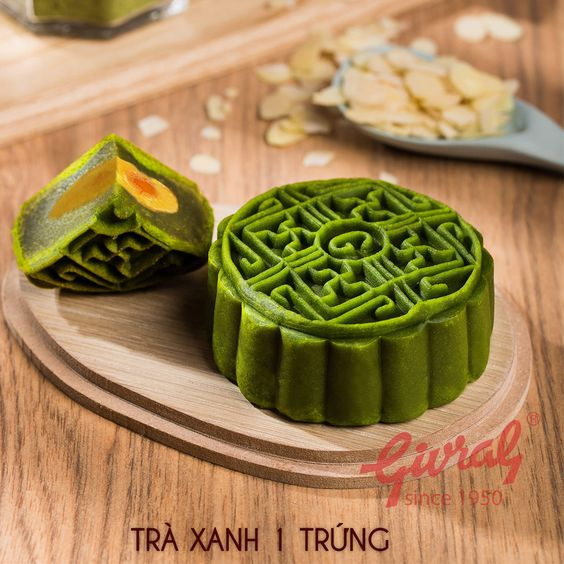 Givral®
since 1950
TRÀ XANH 1 TRỨNG